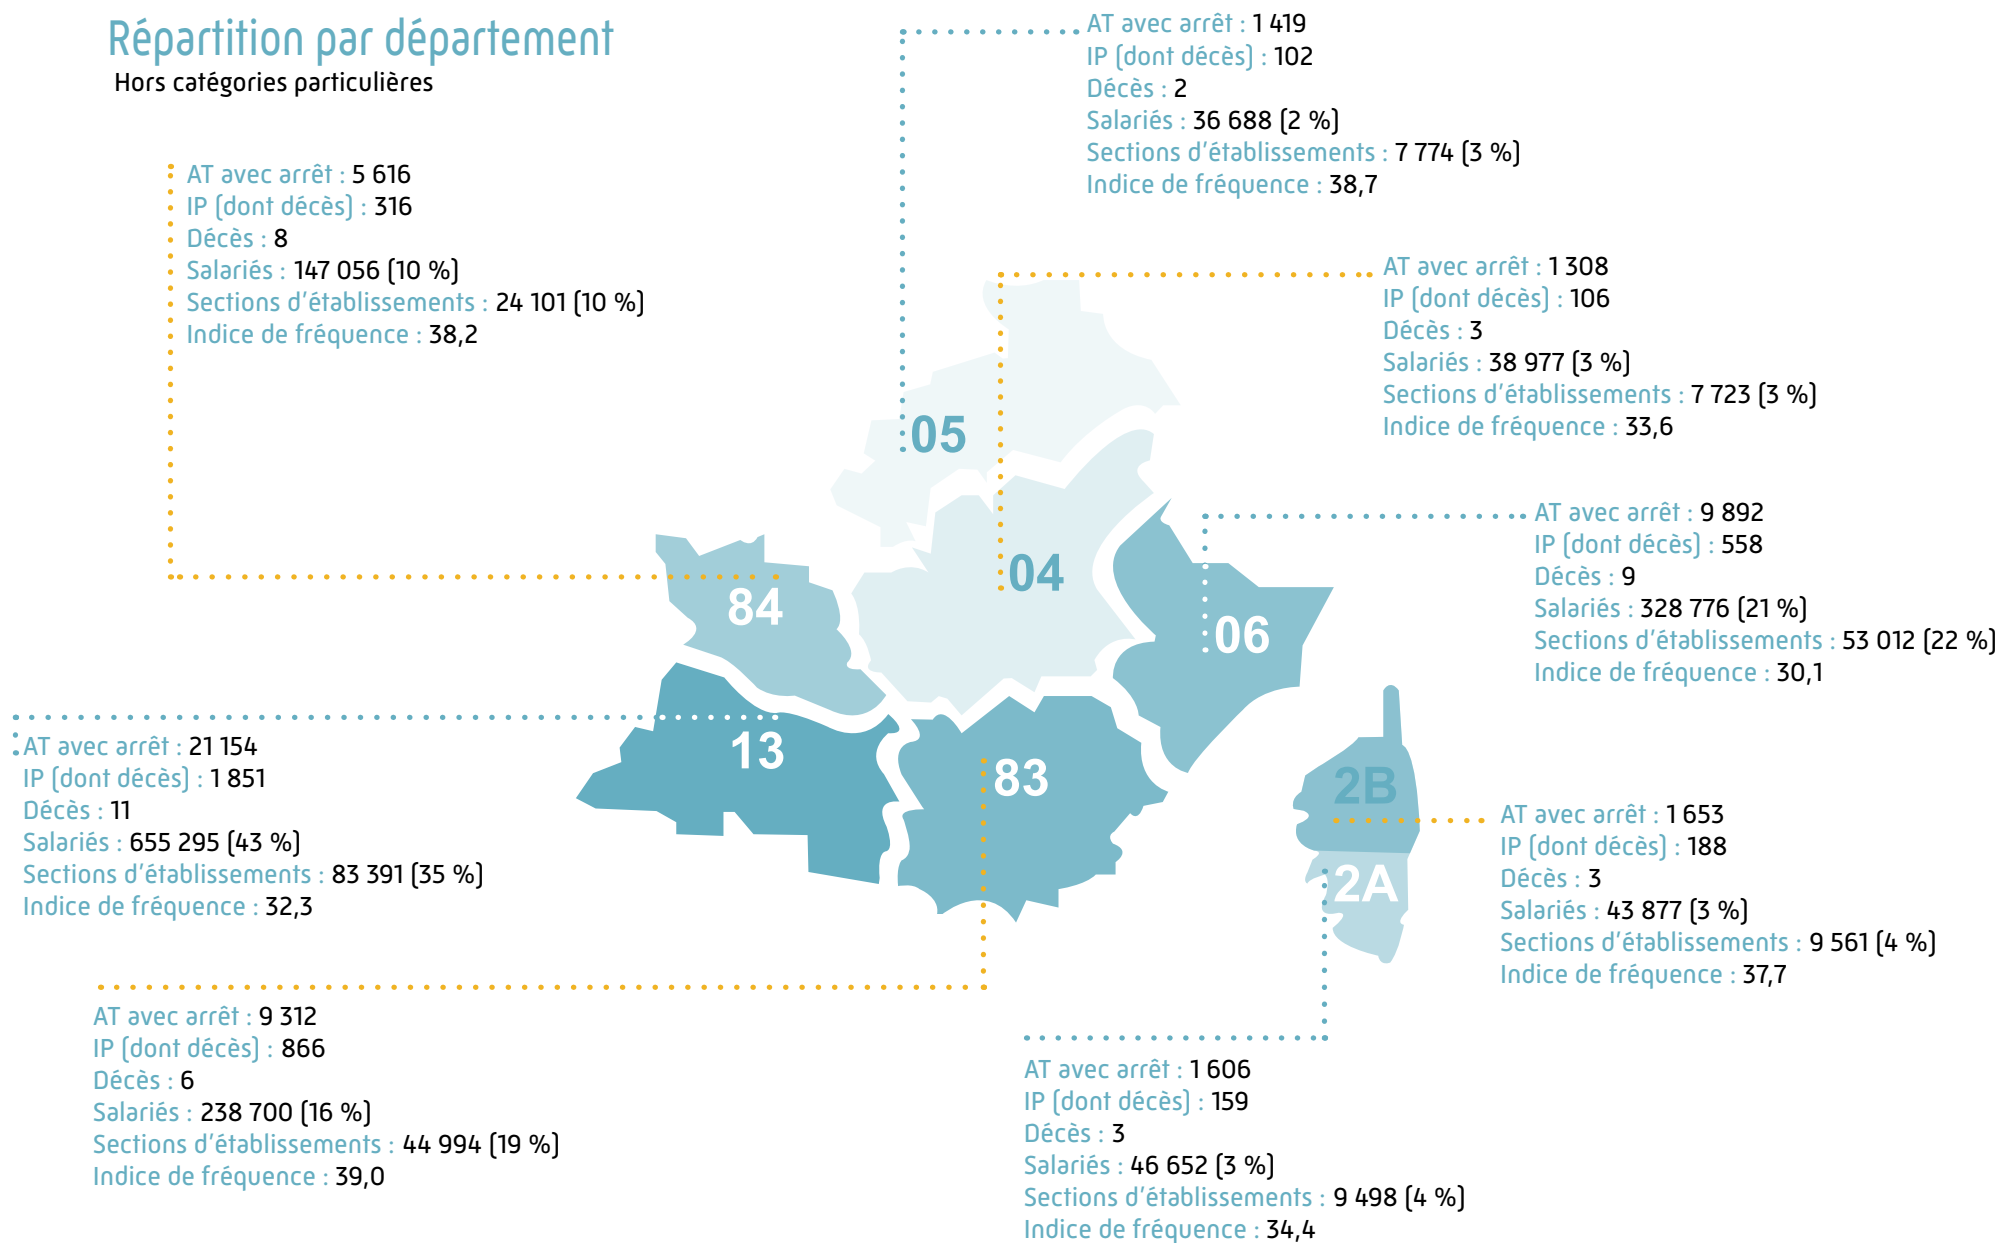 Répartition par département
Hors catégories particulières
AT avec arrêt : 1 419
IP (dont décès) : 102
Décès : 2
Salariés : 36 688 (2 %)
Sections d'établissements : 7 774 (3 %)
Indice de fréquence : 38,7
AT avec arrêt : 5 616
IP (dont décès) : 316
Décès : 8
Salariés : 147 056 (10 %)
Sections d'établissements : 24 101 (10 %)
Indice de fréquence : 38,2
AT avec arrêt : 1 308
IP (dont décès) : 106
Décès : 3
Salariés : 38 977 (3 %)
Sections d'établissements : 7 723 (3 %)
Indice de fréquence : 33,6
05
AT avec arrêt : 9 892
IP (dont décès) : 558
Décès : 9
Salariés : 328 776 (21 %)
Sections d'établissements : 53 012 (22 %)
Indice de fréquence : 30,1
04
84
06
AT avec arrêt : 21 154
IP (dont décès) : 1 851
Décès : 11
Salariés : 655 295 (43 %)
Sections d'établissements : 83 391 (35 %)
Indice de fréquence : 32,3
13
83
2B
2A
AT avec arrêt : 1 653
IP (dont décès) : 188
Décès : 3
Salariés : 43 877 (3 %)
Sections d'établissements : 9 561 (4 %)
Indice de fréquence : 37,7
AT avec arrêt : 9 312
IP (dont décès) : 866
Décès : 6
Salariés : 238 700 (16 %)
Sections d'établissements : 44 994 (19 %)
Indice de fréquence : 39,0
AT avec arrêt : 1 606
IP (dont décès) : 159
Décès : 3
Salariés : 46 652 (3 %)
Sections d'établissements : 9 498 (4 %)
Indice de fréquence : 34,4